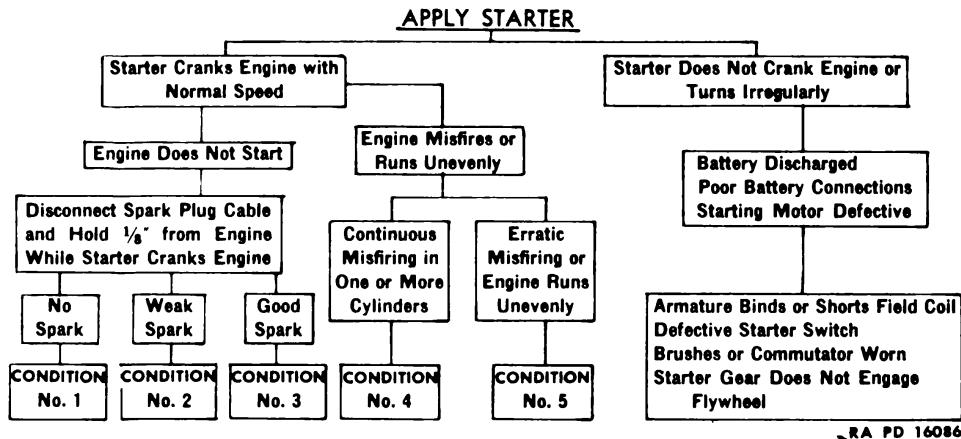 APPLY STARTER
Starter Cranks Engine with
Normal Speed
Starter Does Not Crank Engine or
Turns Irregularly
Engine Does Not Start
Engine Misfires or
Runs Unevenly
Battery Discharged
Poor Battery Connections
Starting Motor Defective
Disconnect Spark Plug Cable
and Hold 1/8" from Engine
While Starter Cranks Engine
Continuous
Misfiring in
One or More
Cylinders
Erratic
Misfiring or
Engine Runs
Unevenly
No
Spark
Weak
Spark
Good
Spark
Armature Binds or Shorts Field Coil
Defective Starter Switch
Brushes or Commutator Worn
Starter Gear Does Not Engage
Flywheel
CONDITION
No. 1
CONDITION
No. 2
CONDITION
No. 3
CONDITION
No. 4
CONDITION
No. 5
RA PD 16086